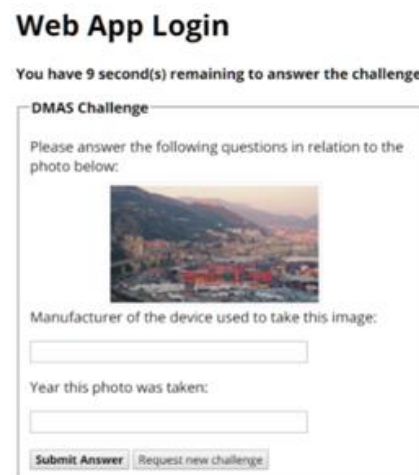 Web App Login
You have 9 second(s) remaining to answer the challenge
DMAS Challenge
Please answer the following questions in relation to the
photo below:
Manufacturer of the device used to take this image:
Year this photo was taken:
Submit Answer Request new challenge